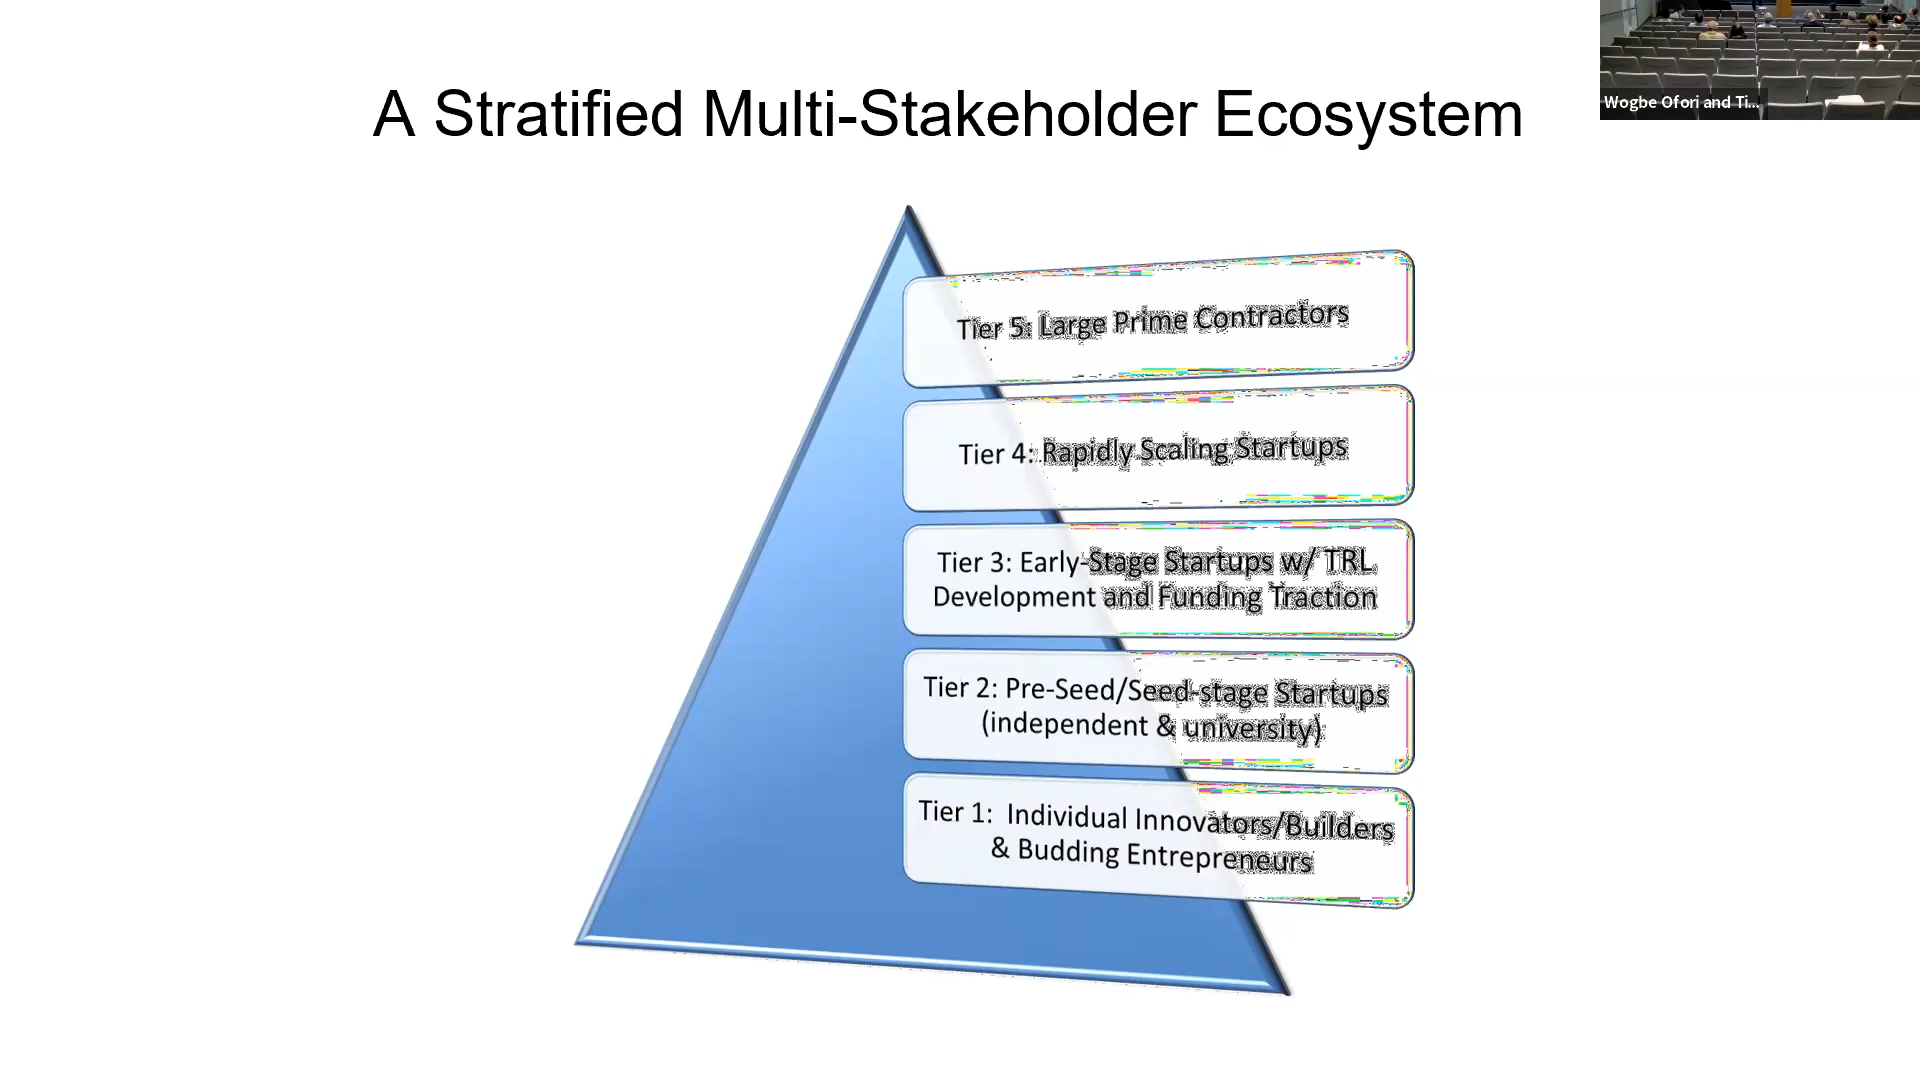 Wogbe Ofori and Ti...
A Stratified Multi-Stakeholder Ecosystem
Tier 5: Large Prime Contractors
Tier 4: Rapidly Scaling Startups
Tier 3: Early-Stage Startups w/ TRL
Development and Funding Traction
Tier 2: Pre-Seed/Seed-stage Startups
(independent & university)
Tier 1:  Individual Innovators/Builders
& Budding Entrepreneurs